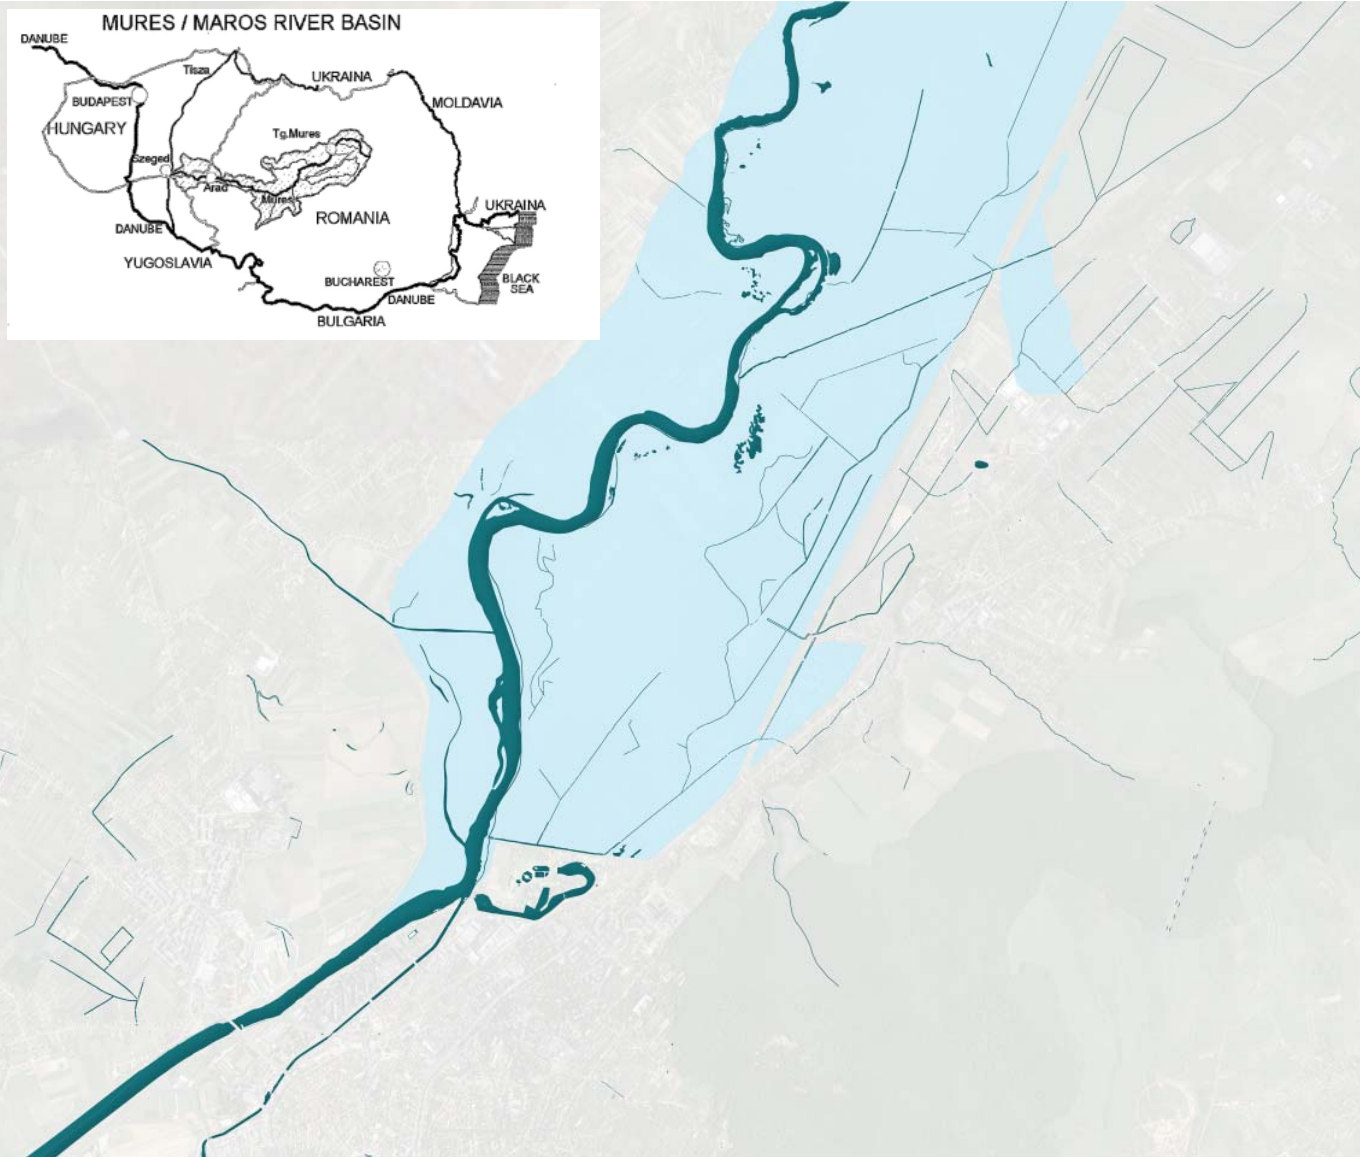 MURES / MAROS RIVER BASIN
DANUBE
Tisza
UKRAINA
BUDAPEST
MOLDAVIA
HUNGARY
Tg.Mures
Szeged
Arad
Mures
UKRAINA
ROMANIA
DANUBE
YUGOSLAVIA
BUCHAREST
BLACK
SEA
DANUBE
BULGARIA